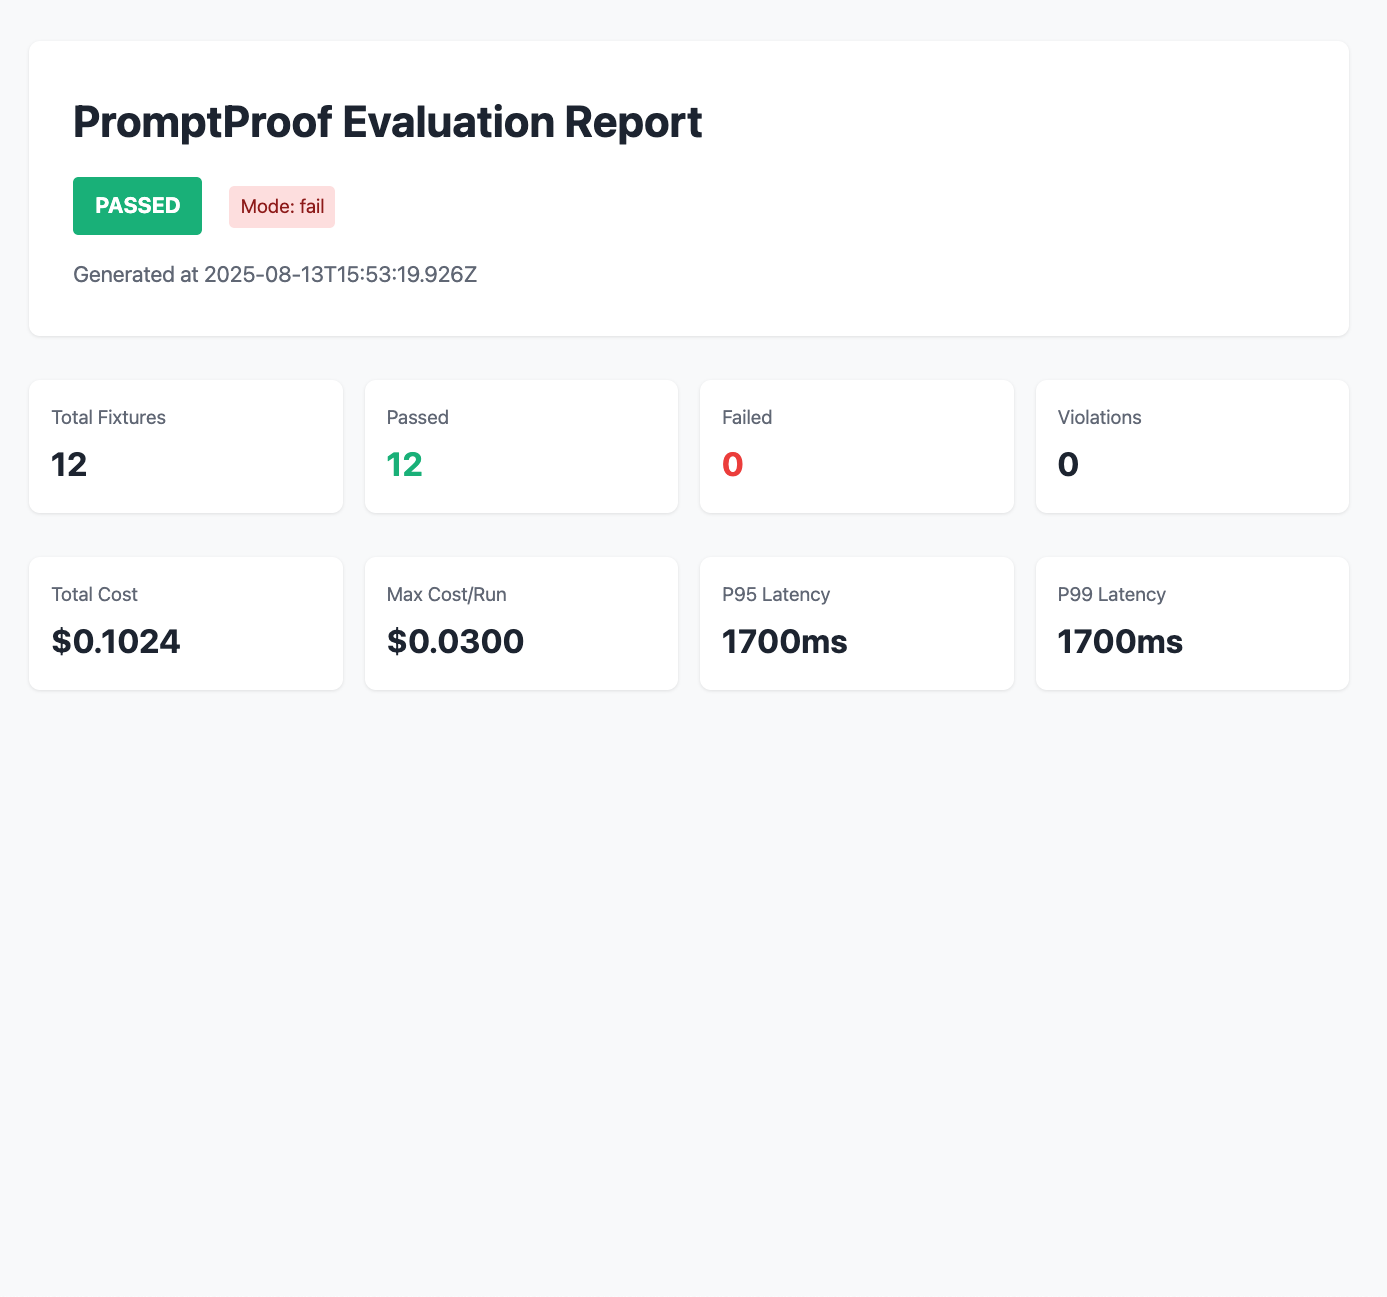 PromptProof Evaluation Report
PASSED Mode: fail
Generated at 2025-08-13T15:53:19.926Z
Total Fixtures
12
Passed
12
Failed
0
Violations
0
Total Cost
$0.1024
Max Cost/Run
$0.0300
P95 Latency
1700ms
P99 Latency
1700ms